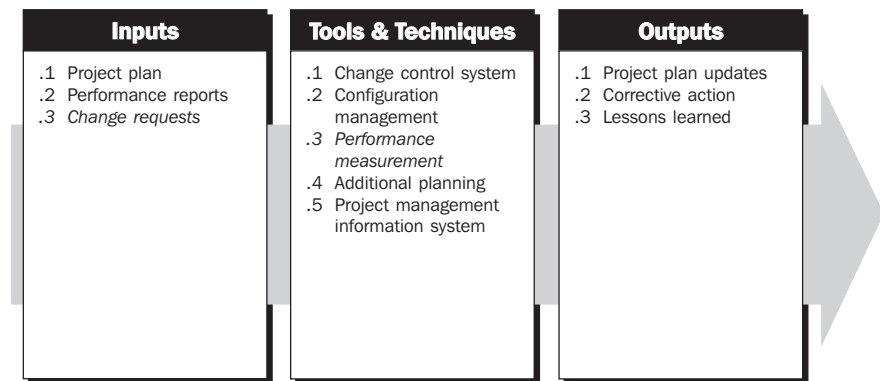 Inputs
.1 Project plan
.2 Performance reports
.3 Change requests
Tools & Techniques
.1 Change control system
.2 Configuration
management
.3 Performance
measurement
.4 Additional planning
.5 Project management
information system
Outputs
.1 Project plan updates
.2 Corrective action
.3 Lessons learned